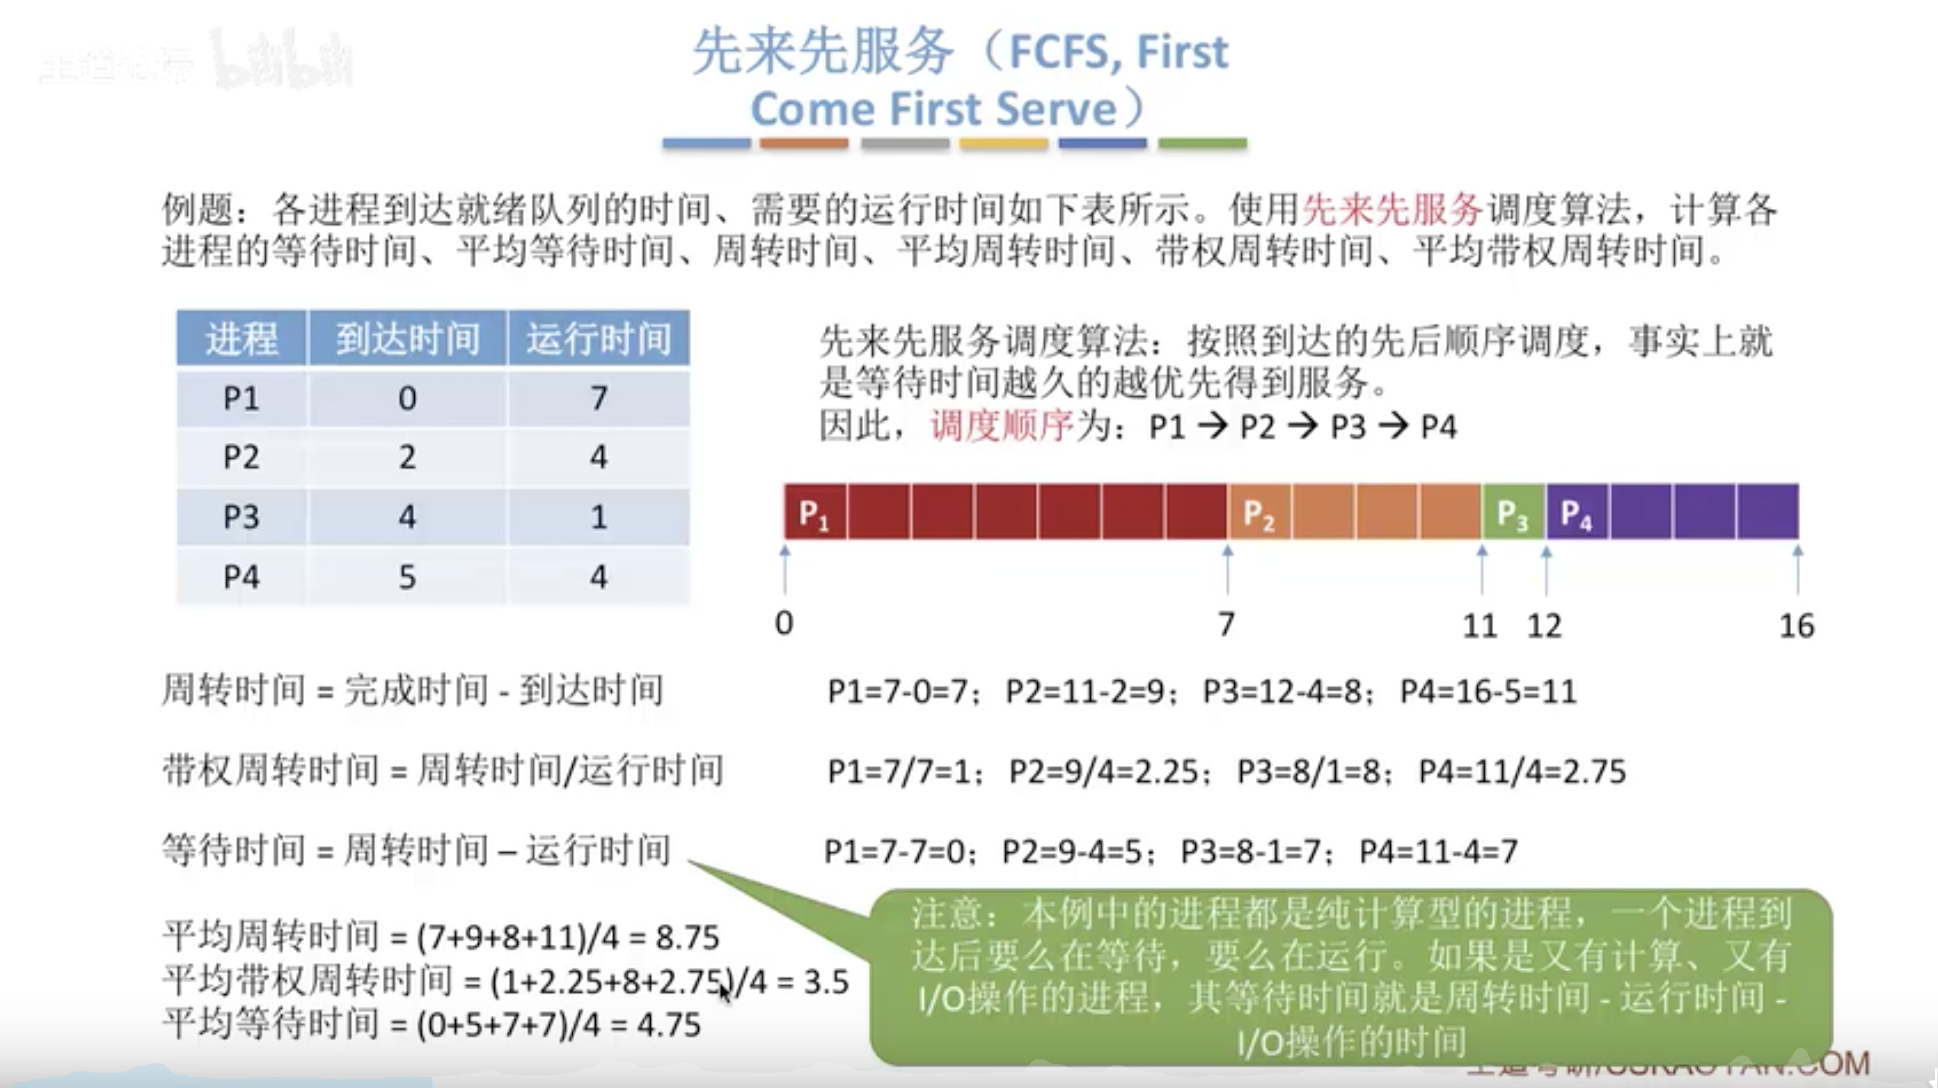 王道论坛 bilibili
先来先服务（FCFS, First
Come First Serve）
例题：各进程到达就绪队列的时间、需要的运行时间如下表所示。使用先来先服务调度算法，计算各
进程的等待时间、平均等待时间、周转时间、平均周转时间、带权周转时间、平均带权周转时间。
进程 到达时间 运行时间
P1 0 7
P2 2 4
P3 4 1
P4 5 4
先来先服务调度算法：按照到达的先后顺序调度，事实上就
是等待时间越久的越优先得到服务。
因此，调度顺序为：P1 → P2 → P3 → P4
P1 P2 P3 P4
0 7 11 12 16
周转时间 = 完成时间 - 到达时间
P1=7-0=7；P2=11-2=9；P3=12-4=8；P4=16-5=11
带权周转时间 = 周转时间/运行时间
P1=7/7=1；P2=9/4=2.25；P3=8/1=8；P4=11/4=2.75
等待时间 = 周转时间 – 运行时间
P1=7-7=0；P2=9-4=5；P3=8-1=7；P4=11-4=7
平均周转时间 = (7+9+8+11)/4 = 8.75
平均带权周转时间 = (1+2.25+8+2.75)/4 = 3.5
平均等待时间 = (0+5+7+7)/4 = 4.75
注意：本例中的进程都是纯计算型的进程，一个进程到
达后要么在等待，要么在运行。如果是又有计算、又有
I/O操作的进程，其等待时间就是周转时间 - 运行时间 -
I/O操作的时间
王道考研/CSKAOYAN.COM